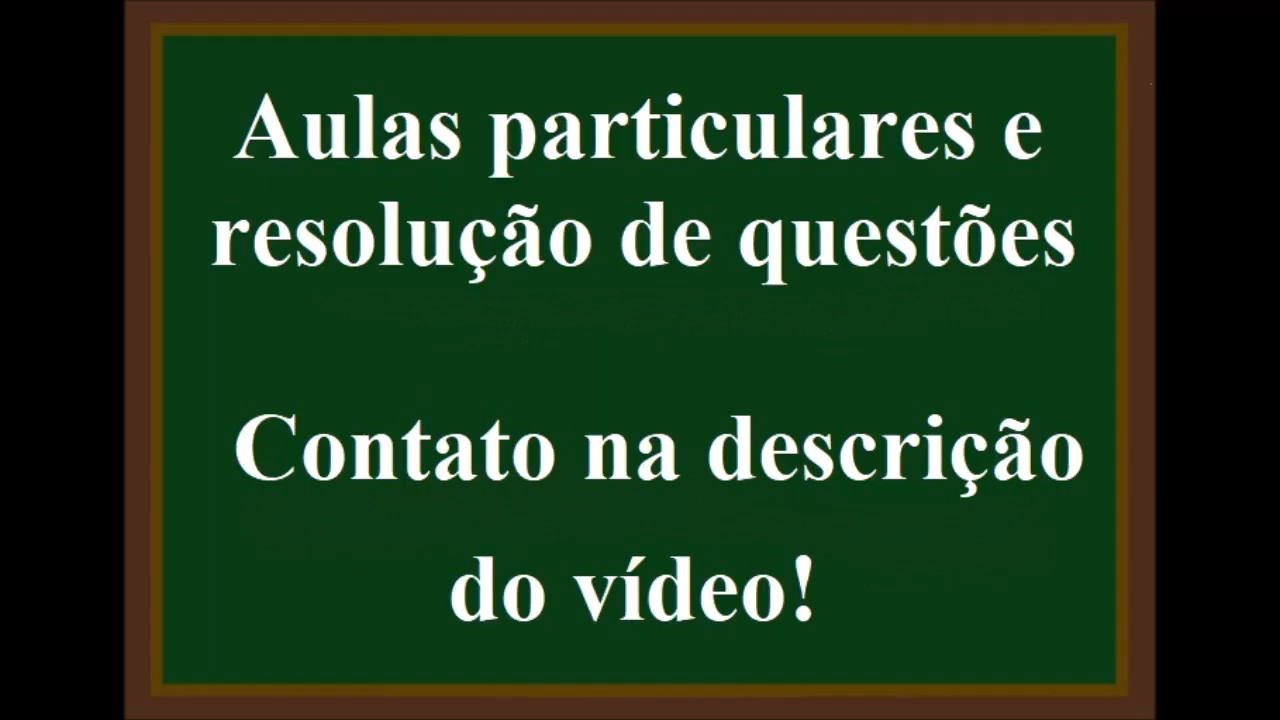 Aulas particulares e
resolução de questões
Contato na descrição
do vídeo!